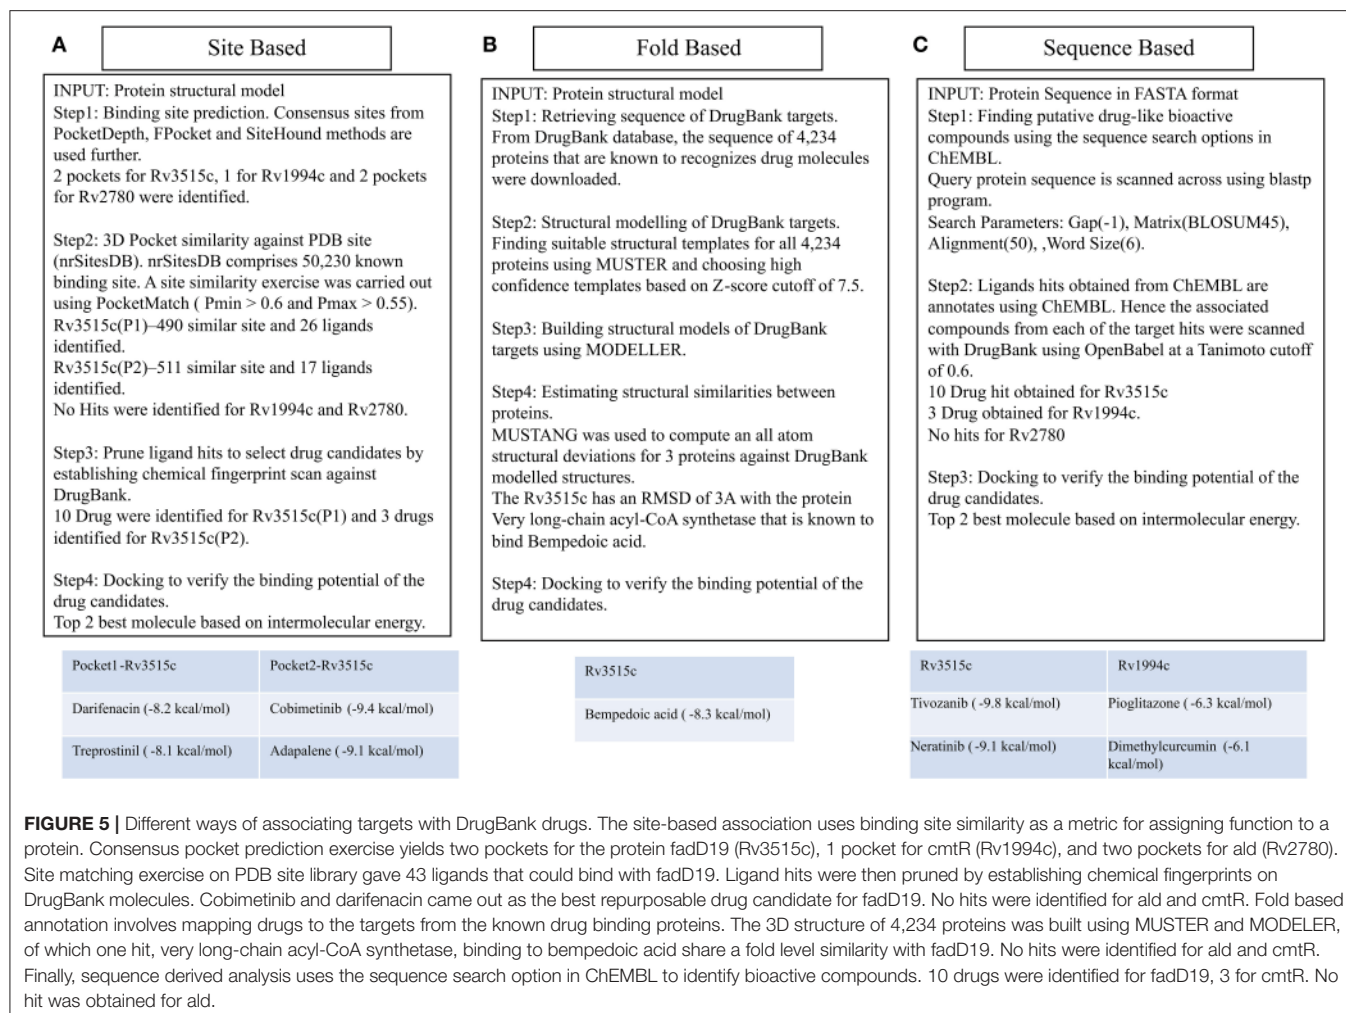 A
Site Based
INPUT: Protein structural model
Step1: Binding site prediction. Consensus sites from
PocketDepth, FPocket and SiteHound methods are
used further.
2 pockets for Rv3515c, 1 for Rv1994c and 2 pockets
for Rv2780 were identified.
Step2: 3D Pocket similarity against PDB site
(nrSitesDB). nrSitesDB comprises 50,230 known
binding site. A site similarity exercise was carried out
using PocketMatch ( Pmin > 0.6 and Pmax > 0.55).
Rv3515c(P1)–490 similar site and 26 ligands
identified.
Rv3515c(P2)–511 similar site and 17 ligands
identified.
No Hits were identified for Rv1994c and Rv2780.
Step3: Prune ligand hits to select drug candidates by
establishing chemical fingerprint scan against
DrugBank.
10 Drug were identified for Rv3515c(P1) and 3 drugs
identified for Rv3515c(P2).
Step4: Docking to verify the binding potential of the
drug candidates.
Top 2 best molecule based on intermolecular energy.
Pocket1-Rv3515c
Pocket2-Rv3515c
Darifenacin (-8.2 kcal/mol)
Cobimetinib (-9.4 kcal/mol)
Treprostinil ( -8.1 kcal/mol)
Adapalene (-9.1 kcal/mol)
B
Fold Based
INPUT: Protein structural model
Step1: Retrieving sequence of DrugBank targets.
From DrugBank database, the sequence of 4,234
proteins that are known to recognizes drug molecules
were downloaded.
Step2: Structural modelling of DrugBank targets.
Finding suitable structural templates for all 4,234
proteins using MUSTER and choosing high
confidence templates based on Z-score cutoff of 7.5.
Step3: Building structural models of DrugBank
targets using MODELLER.
Step4: Estimating structural similarities between
proteins.
MUSTANG was used to compute an all atom
structural deviations for 3 proteins against DrugBank
modelled structures.
The Rv3515c has an RMSD of 3A with the protein
Very long-chain acyl-CoA synthetase that is known to
bind Bempedoic acid.
Step4: Docking to verify the binding potential of the
drug candidates.
Rv3515c
Bempedoic acid ( -8.3 kcal/mol)
C
Sequence Based
INPUT: Protein Sequence in FASTA format
Step1: Finding putative drug-like bioactive
compounds using the sequence search options in
ChEMBL.
Query protein sequence is scanned across using blastp
program.
Search Parameters: Gap(-1), Matrix(BLOSUM45),
Alignment(50), ,Word Size(6).
Step2: Ligands hits obtained from ChEMBL are
annotates using ChEMBL. Hence the associated
compounds from each of the target hits were scanned
with DrugBank using OpenBabel at a Tanimoto cutoff
of 0.6.
10 Drug hit obtained for Rv3515c
3 Drug obtained for Rv1994c.
No hits for Rv2780
Step3: Docking to verify the binding potential of the
drug candidates.
Top 2 best molecule based on intermolecular energy.
Rv3515c
Rv1994c
Tivozanib ( -9.8 kcal/mol)
Pioglitazone ( -6.3 kcal/mol)
Neratinib (-9.1 kcal/mol)
Dimethylcurcumin (-6.1
kcal/mol)
FIGURE 5 | Different ways of associating targets with DrugBank drugs. The site-based association uses binding site similarity as a metric for assigning function to a
protein. Consensus pocket prediction exercise yields two pockets for the protein fadD19 (Rv3515c), 1 pocket for cmtR (Rv1994c), and two pockets for ald (Rv2780).
Site matching exercise on PDB site library gave 43 ligands that could bind with fadD19. Ligand hits were then pruned by establishing chemical fingerprints on
DrugBank molecules. Cobimetinib and darifenacin came out as the best repurposable drug candidate for fadD19. No hits were identified for ald and cmtR. Fold based
annotation involves mapping drugs to the targets from the known drug binding proteins. The 3D structure of 4,234 proteins was built using MUSTER and MODELER,
of which one hit, very long-chain acyl-CoA synthetase, binding to bempedoic acid share a fold level similarity with fadD19. No hits were identified for ald and cmtR.
Finally, sequence derived analysis uses the sequence search option in ChEMBL to identify bioactive compounds. 10 drugs were identified for fadD19, 3 for cmtR. No
hit was obtained for ald.